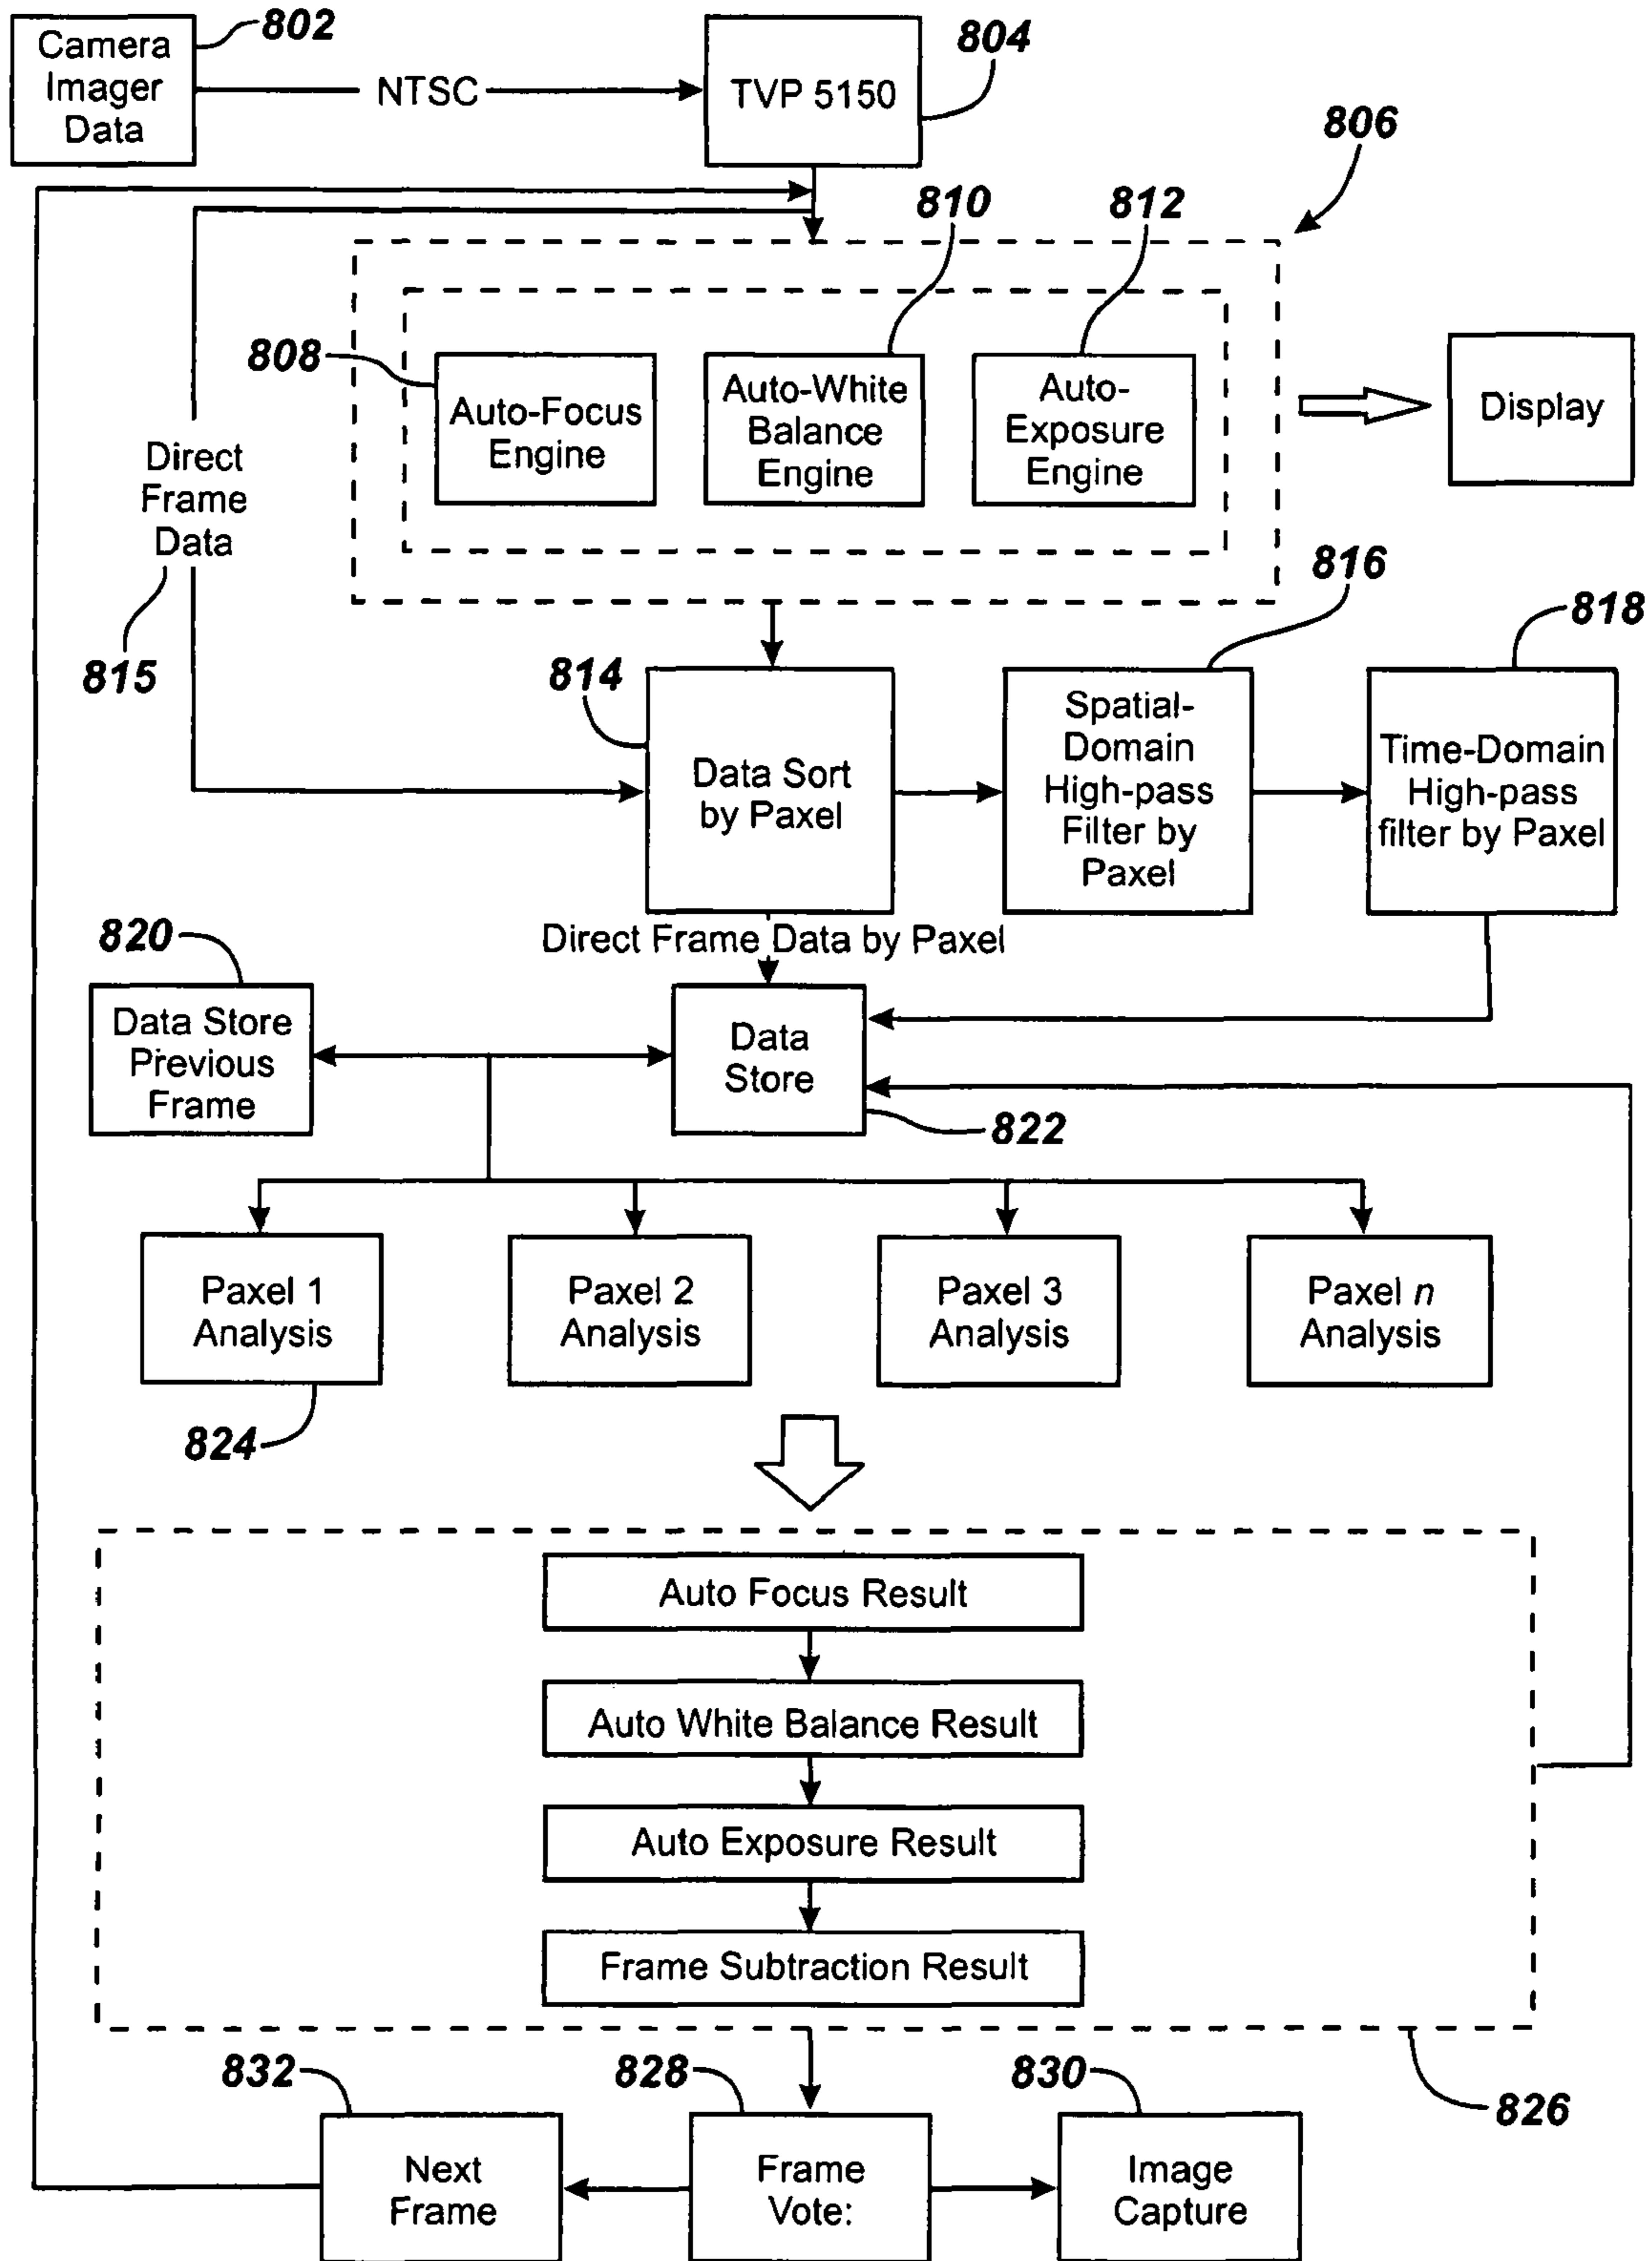 802
Camera
Imager
Data
NTSC
TVP 5150
804
806
810
812
808
Auto-Focus
Engine
Auto-White
Balance
Engine
Auto-
Exposure
Engine
Display
Direct
Frame
Data
815
816
818
814
Data Sort
by Paxel
Spatial-
Domain
High-pass
Filter by
Paxel
Time-Domain
High-pass
filter by Paxel
Direct Frame Data by Paxel
820
Data Store
Previous
Frame
Data
Store
822
Paxel 1
Analysis
Paxel 2
Analysis
Paxel 3
Analysis
Paxel n
Analysis
824
Auto Focus Result
Auto White Balance Result
Auto Exposure Result
Frame Subtraction Result
826
832
828
830
Next
Frame
Frame
Vote:
Image
Capture